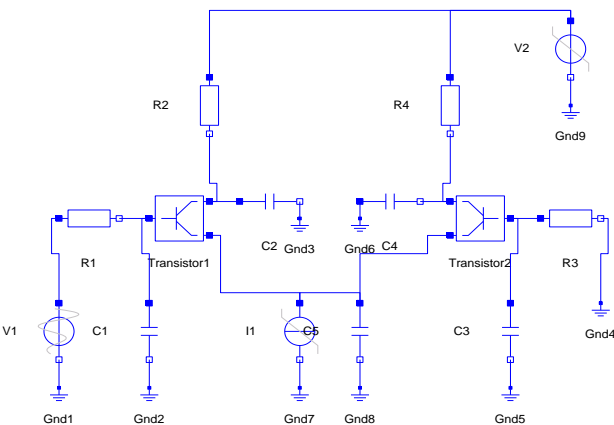 V2
R2
R4
Gnd9
C2
Gnd3
Gnd6
C4
R1
Transistor1
Transistor2
R3
V1
C1
I1
C5
C3
Gnd4
Gnd1
Gnd2
Gnd7
Gnd8
Gnd5